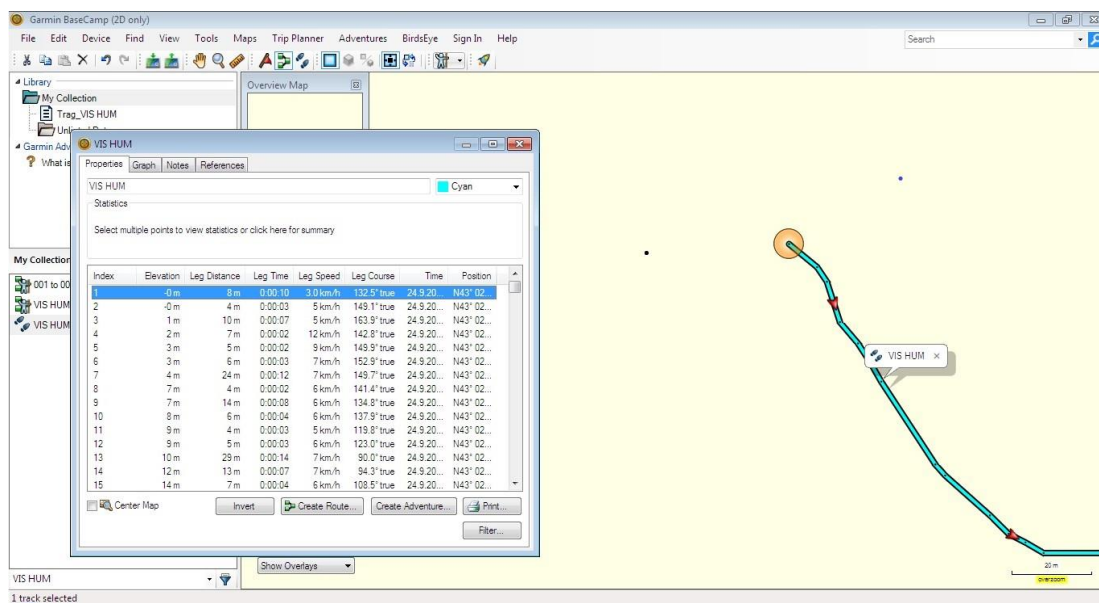 Garmin BaseCamp (2D only)
File Edit Device Find View Tools Maps Trip Planner Adventures BirdsEye Sign In Help
Search
Library
My Collection
Trag_VIS HUM
Garmin Adv
What is
Overview Map
VIS HUM
Properties Graph Notes References
VIS HUM
Cyan
Statistics
Select multiple points to view statistics or click here for summary
Index Elevation Leg Distance Leg Time Leg Speed Leg Course Time Position
1 -0 m 8 m 0:00:10 3.0 km/h 132.5° true 24.9.20... N43° 02...
2 -0 m 4 m 0:00:03 5 km/h 149.1° true 24.9.20... N43° 02...
3 1 m 10 m 0:00:07 5 km/h 163.9° true 24.9.20... N43° 02...
4 2 m 7 m 0:00:02 12 km/h 142.8° true 24.9.20... N43° 02...
5 3 m 5 m 0:00:02 9 km/h 149.9° true 24.9.20... N43° 02...
6 3 m 6 m 0:00:03 7 km/h 152.9° true 24.9.20... N43° 02...
7 4 m 24 m 0:00:12 7 km/h 149.7° true 24.9.20... N43° 02...
8 7 m 4 m 0:00:02 6 km/h 141.4° true 24.9.20... N43° 02...
9 7 m 14 m 0:00:08 6 km/h 134.8° true 24.9.20... N43° 02...
10 8 m 6 m 0:00:04 6 km/h 137.9° true 24.9.20... N43° 02...
11 9 m 4 m 0:00:03 5 km/h 119.8° true 24.9.20... N43° 02...
12 9 m 5 m 0:00:03 6 km/h 123.0° true 24.9.20... N43° 02...
13 10 m 29 m 0:00:14 7 km/h 90.0° true 24.9.20... N43° 02...
14 12 m 13 m 0:00:07 7 km/h 94.3° true 24.9.20... N43° 02...
15 14 m 7 m 0:00:04 6 km/h 108.5° true 24.9.20... N43° 02...
Center Map Invert Create Route... Create Adventure... Print...
Filter...
My Collection
001 to 00
VIS HUM
VIS HUM
VIS HUM
Show Overlays
20 m
overzoom
VIS HUM
1 track selected